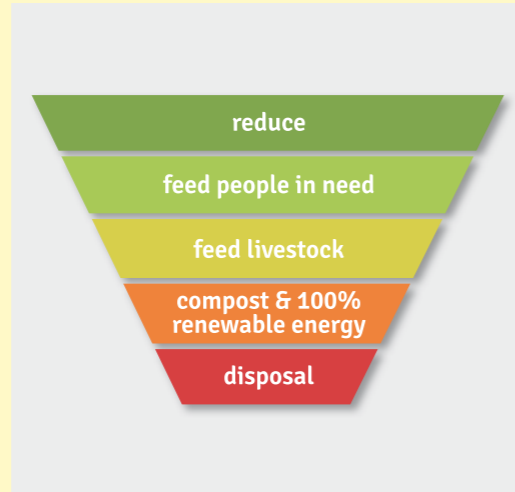 reduce
feed people in need
feed livestock
compost & 100%
renewable energy
disposal